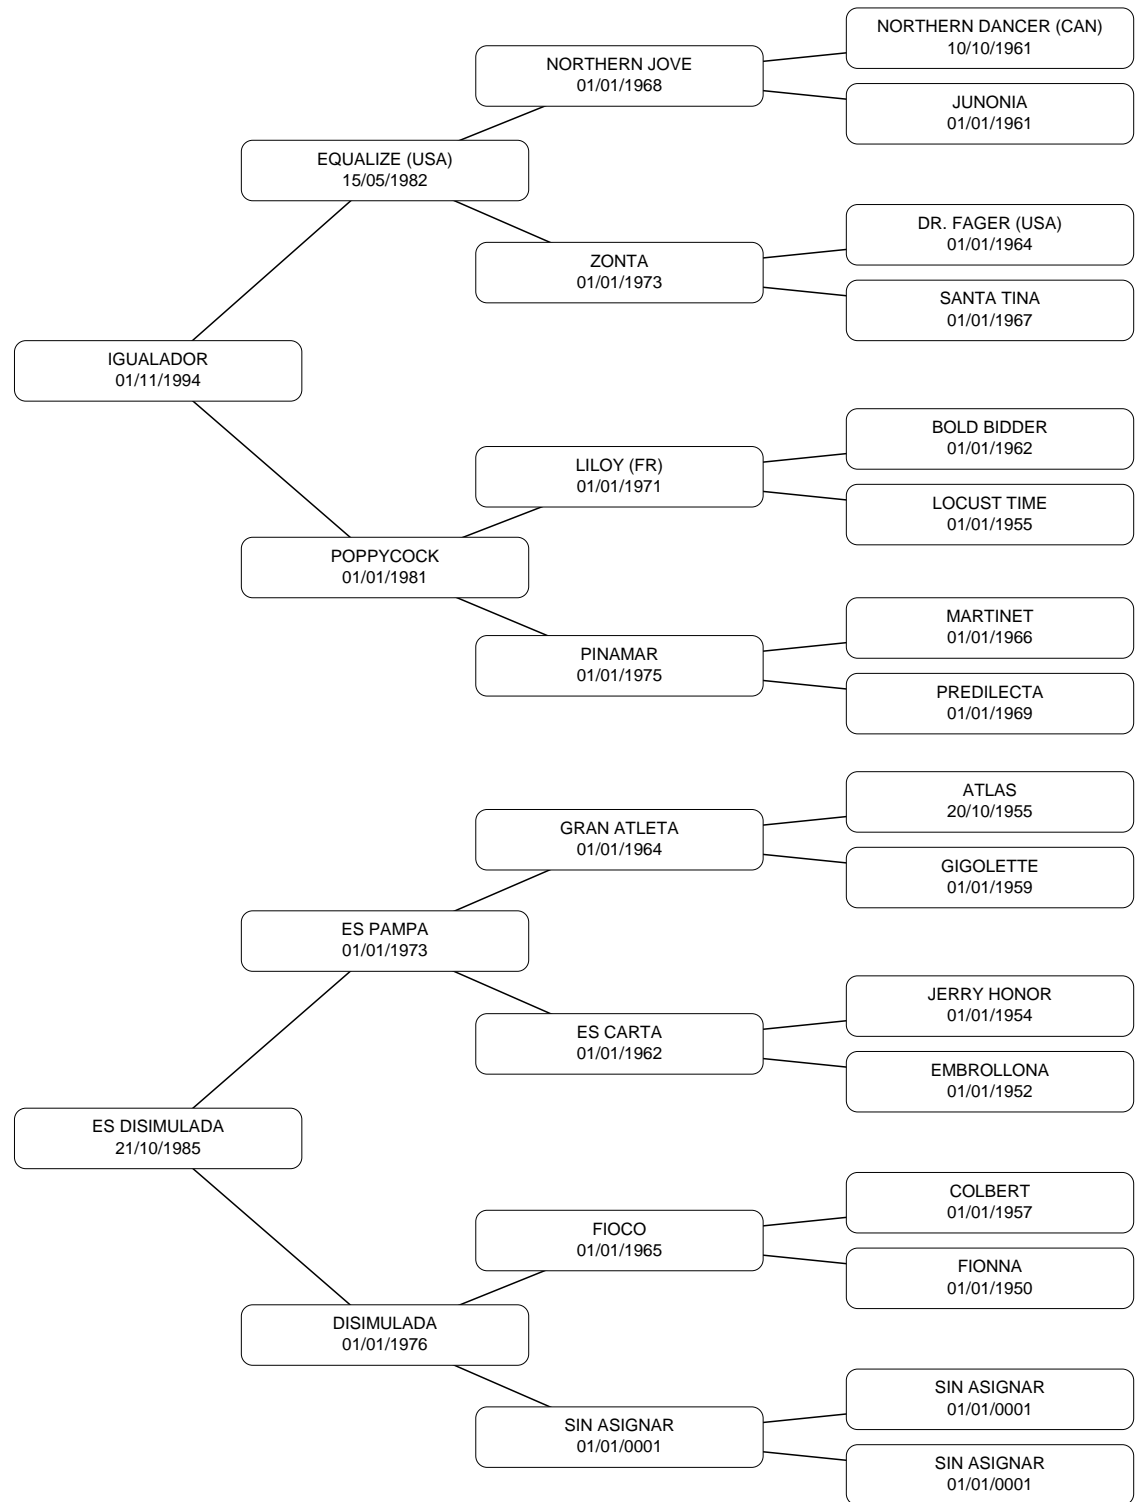 NORTHERN DANCER (CAN)
10/10/1961
NORTHERN JOVE
01/01/1968
JUNONIA
01/01/1961
EQUALIZE (USA)
15/05/1982
DR. FAGER (USA)
01/01/1964
ZONTA
01/01/1973
SANTA TINA
01/01/1967
IGUALADOR
01/11/1994
BOLD BIDDER
01/01/1962
LILOY (FR)
01/01/1971
LOCUST TIME
01/01/1955
POPPYCOCK
01/01/1981
MARTINET
01/01/1966
PINAMAR
01/01/1975
PREDILECTA
01/01/1969
ATLAS
20/10/1955
GRAN ATLETA
01/01/1964
GIGOLETTE
01/01/1959
ES PAMPA
01/01/1973
JERRY HONOR
01/01/1954
ES CARTA
01/01/1962
EMBROLLONA
01/01/1952
ES DISIMULADA
21/10/1985
COLBERT
01/01/1957
FIOCO
01/01/1965
FIONNA
01/01/1950
DISIMULADA
01/01/1976
SIN ASIGNAR
01/01/0001
SIN ASIGNAR
01/01/0001
SIN ASIGNAR
01/01/0001